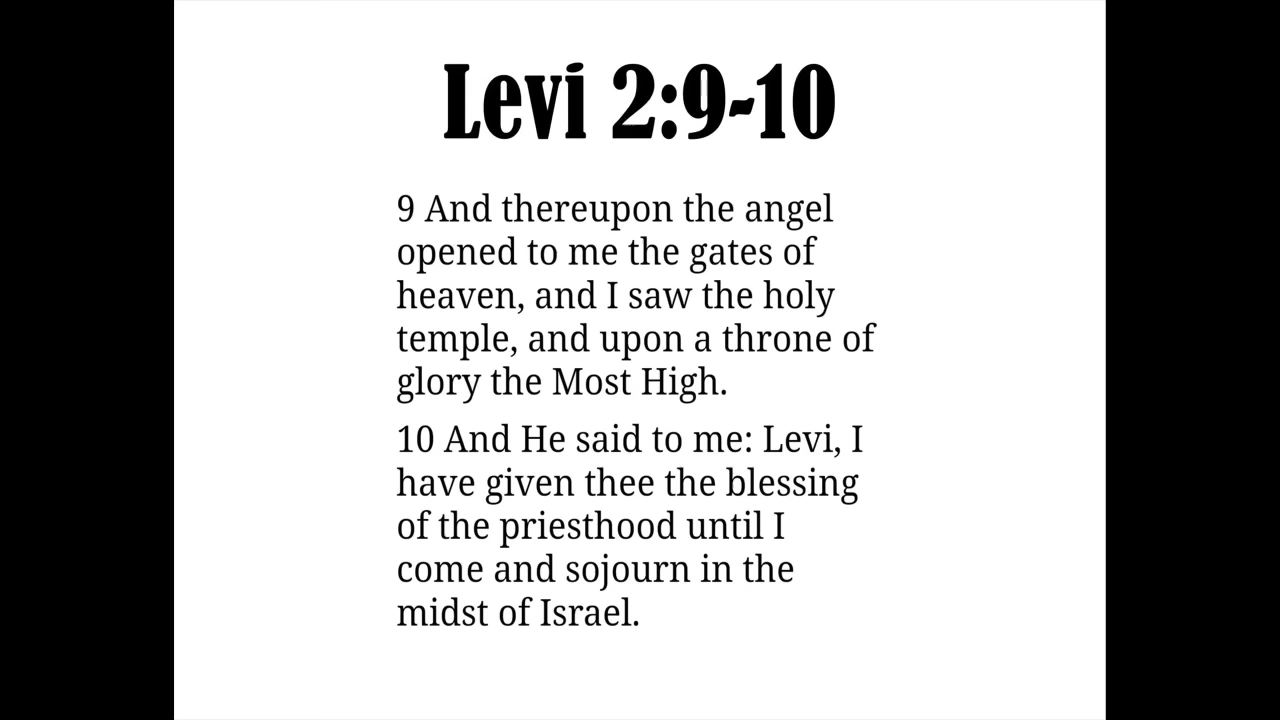 Levi 2:9-10
9 And thereupon the angel
opened to me the gates of
heaven, and I saw the holy
temple, and upon a throne of
glory the Most High.
10 And He said to me: Levi, I
have given thee the blessing
of the priesthood until I
come and sojourn in the
midst of Israel.